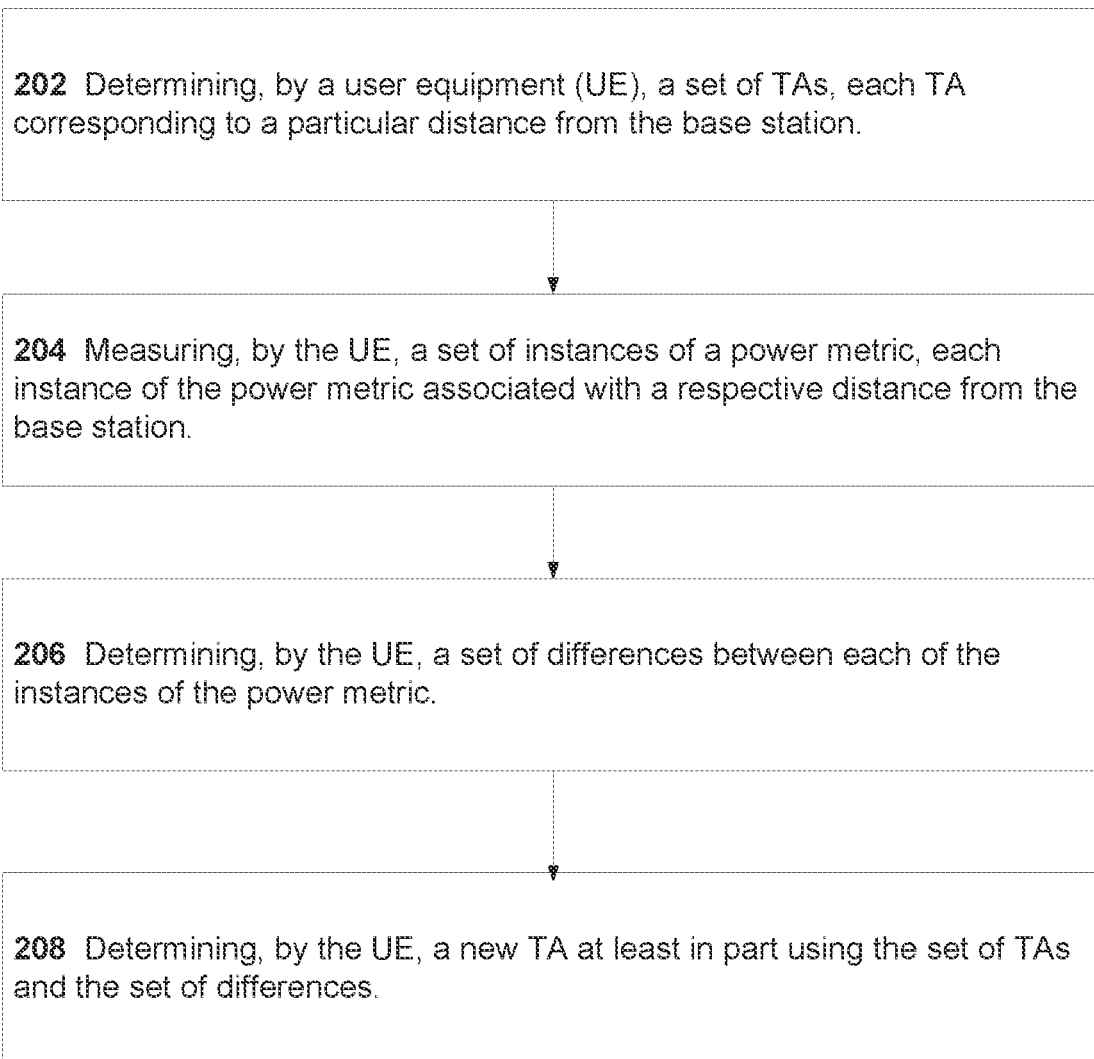 202 Determining, by a user equipment (UE), a set of TAs, each TA
corresponding to a particular distance from the base station.
204 Measuring, by the UE, a set of instances of a power metric, each
instance of the power metric associated with a respective distance from the
base station.
206 Determining, by the UE, a set of differences between each of the
instances of the power metric.
208 Determining, by the UE, a new TA at least in part using the set of TAs
and the set of differences.